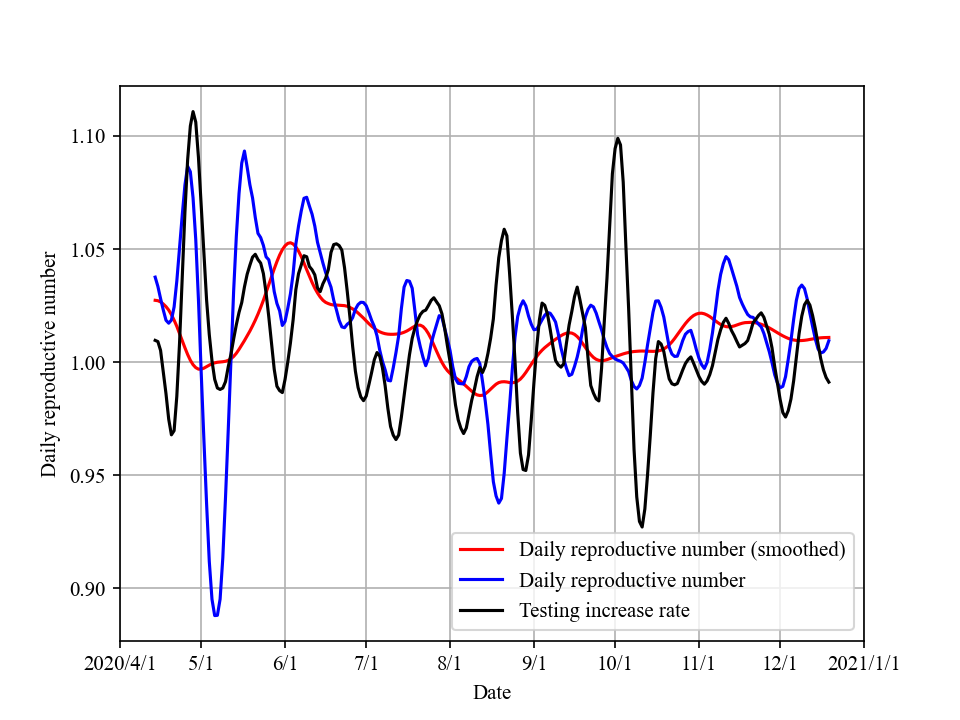 1.10
1.05
1.00
0.95
0.90
Daily reproductive number
Daily reproductive number (smoothed)
Daily reproductive number
Testing increase rate
2020/4/1 5/1 6/1 7/1 8/1 9/1 10/1 11/1 12/1 2021/1/1
Date